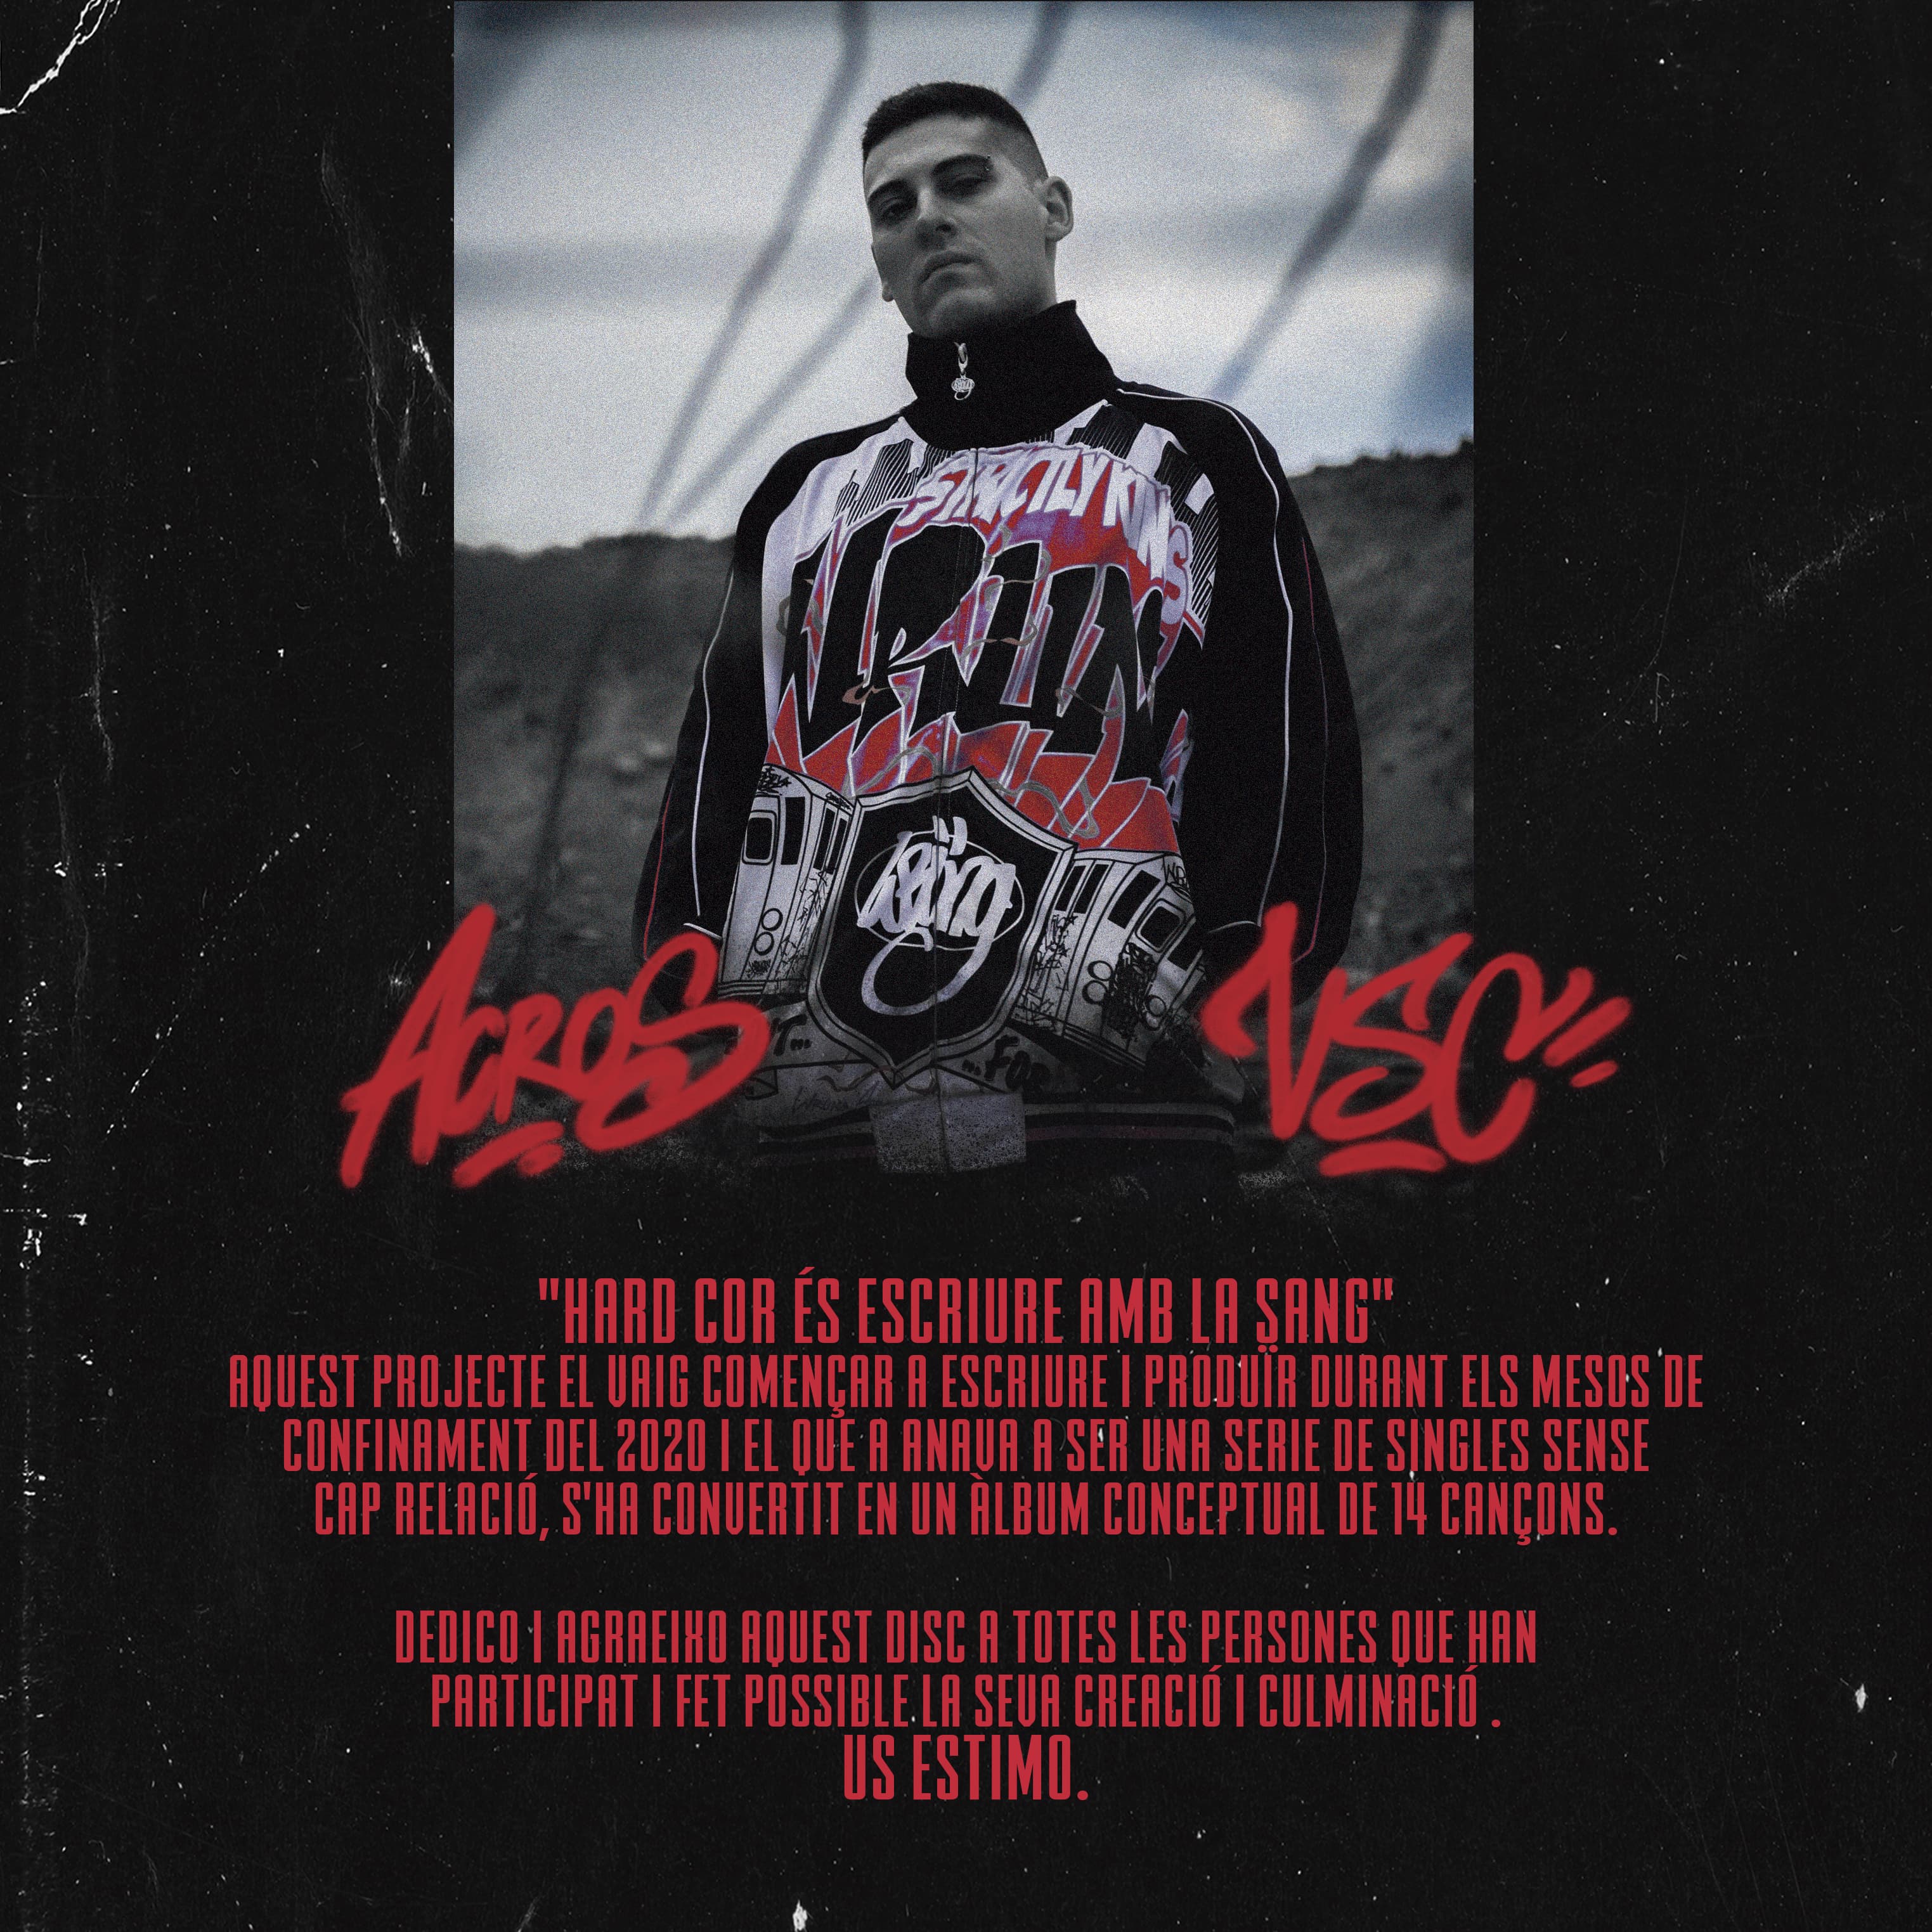 STRICTLY KINGS
ACROS
VSC
"HARD COR ÉS ESCRIURE AMB LA SANG"
AQUEST PROJECTE EL VAIG COMENÇAR A ESCRIURE I PRODUÏR DURANT ELS MESOS DE
CONFINAMENT DEL 2020 I EL QUE A ANAVA A SER UNA SERIE DE SINGLES SENSE
CAP RELACIÓ, S'HA CONVERTIT EN UN ÀLBUM CONCEPTUAL DE 14 CANÇONS.
DEDICO I AGRAEIXO AQUEST DISC A TOTES LES PERSONES QUE HAN
PARTICIPAT I FET POSSIBLE LA SEVA CREACIÓ I CULMINACIÓ .
US ESTIMO.